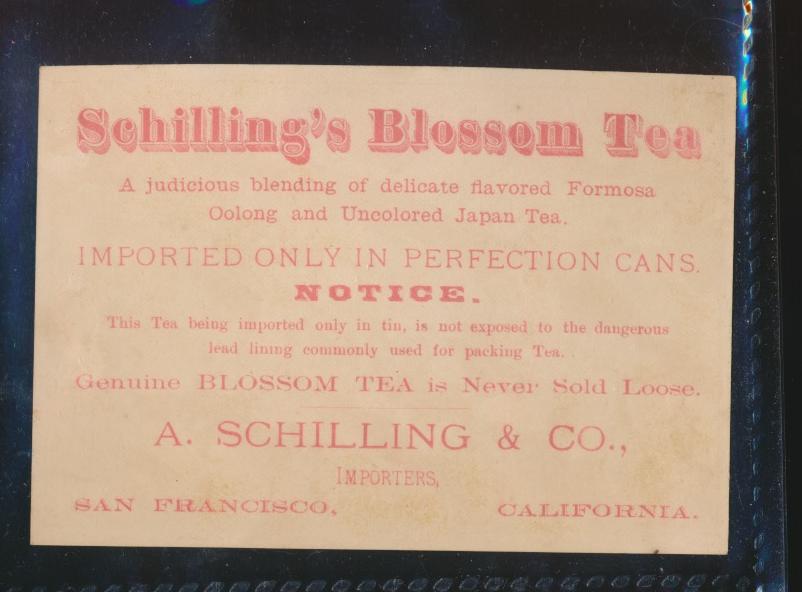 Schilling's Blossom Tea
A judicious blending of delicate flavored Formosa
Oolong and Uncolored Japan Tea.
IMPORTED ONLY IN PERFECTION CANS.
NOTICE.
This Tea being imported only in tin, is not exposed to the dangerous
lead lining commonly used for packing Tea.
Genuine BLOSSOM TEA is Never Sold Loose.
A. SCHILLING & CO.,
IMPORTERS,
SAN FRANCISCO, CALIFORNIA.